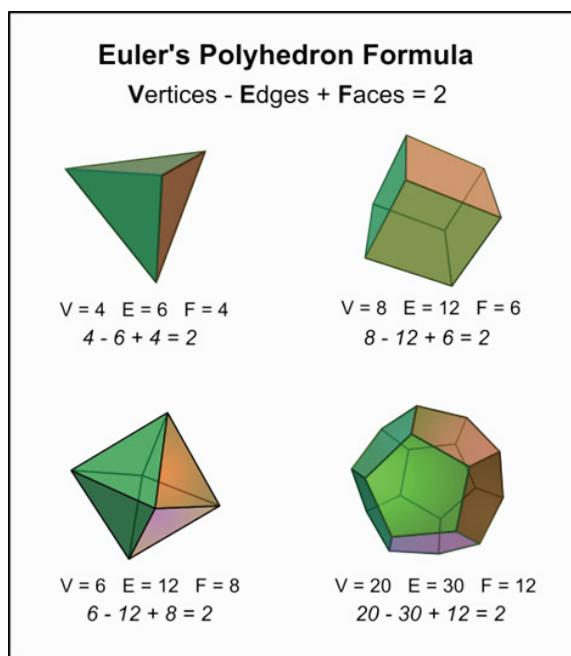 Euler's Polyhedron Formula
Vertices - Edges + Faces = 2
V = 4 E = 6 F = 4
4 - 6 + 4 = 2
V = 8 E = 12 F = 6
8 - 12 + 6 = 2
V = 6 E = 12 F = 8
6 - 12 + 8 = 2
V = 20 E = 30 F = 12
20 - 30 + 12 = 2